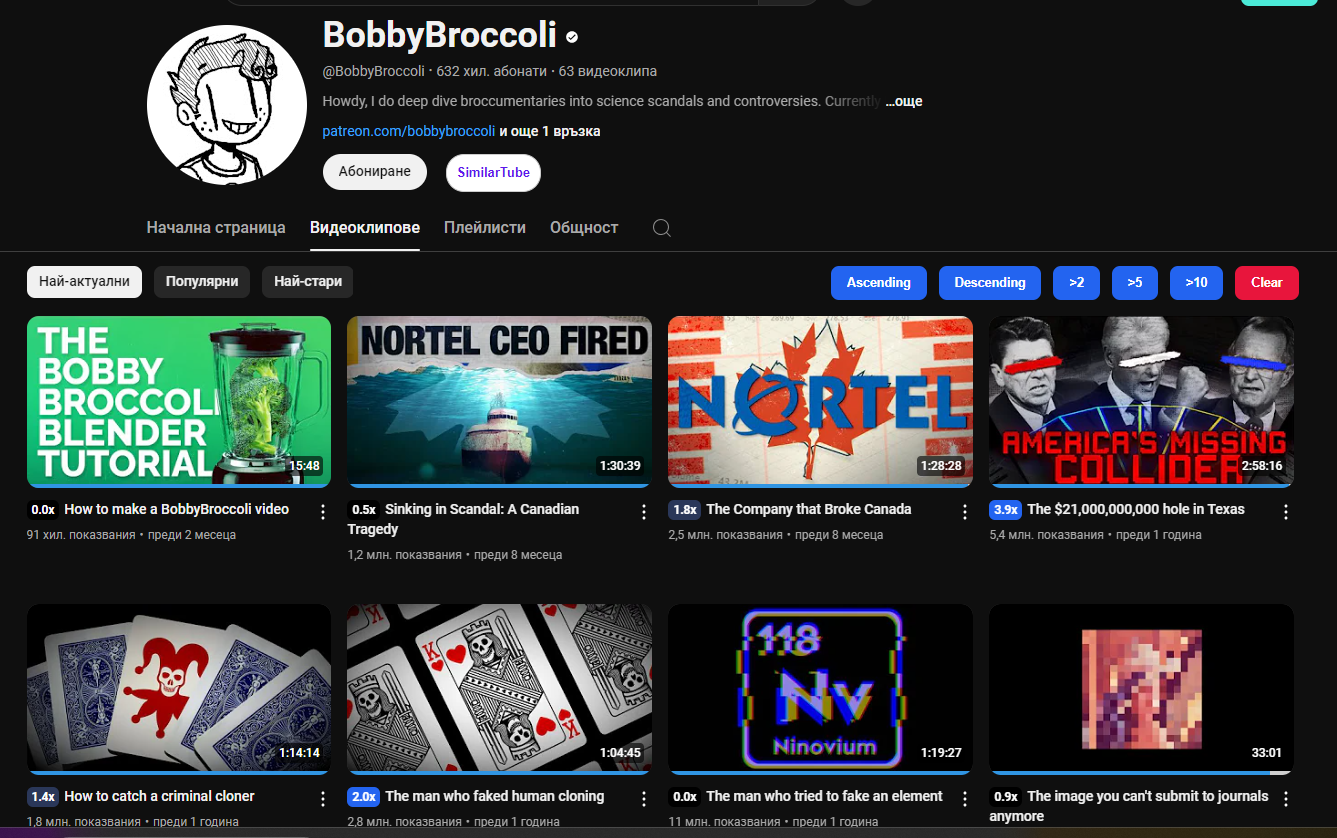 BobbyBroccoli
@BobbyBroccoli • 632 хил. абонати • 63 видеоклипа
Howdy, I do deep dive broccumentaries into science scandals and controversies. Currently ...още
patreon.com/bobbybroccoli и още 1 връзка
Абониране
SimilarTube
Начална страница
Видеоклипове
Плейлисти
Общност
Най-актуални
Популярни
Най-стари
Ascending
Descending
>2
>5
>10
Clear
THE
BOBBY
BROCCOLI
BLENDER
TUTORIAL
15:48
NORTEL CEO FIRED
1:30:39
NORTEL
1:28:28
AMERICA'S MISSING
COLLIDER
2:58:16
0.0x How to make a BobbyBroccoli video
91 хил. показвания • преди 2 месеца
0.5x Sinking in Scandal: A Canadian
Tragedy
1,2 млн. показвания • преди 8 месеца
1.8x The Company that Broke Canada
2,5 млн. показвания • преди 8 месеца
3.9x The $21,000,000,000 hole in Texas
5,4 млн. показвания • преди 1 година
1:14:14
K
K
K
1:04:45
118
Nv
Ninovium
1:19:27
33:01
1.4x How to catch a criminal cloner
1,8 млн. показвания • преди 1 година
2.0x The man who faked human cloning
2,8 млн. показвания • преди 1 година
0.0x The man who tried to fake an element
11 млн. показвания • преди 1 година
0.9x The image you can't submit to journals
anymore